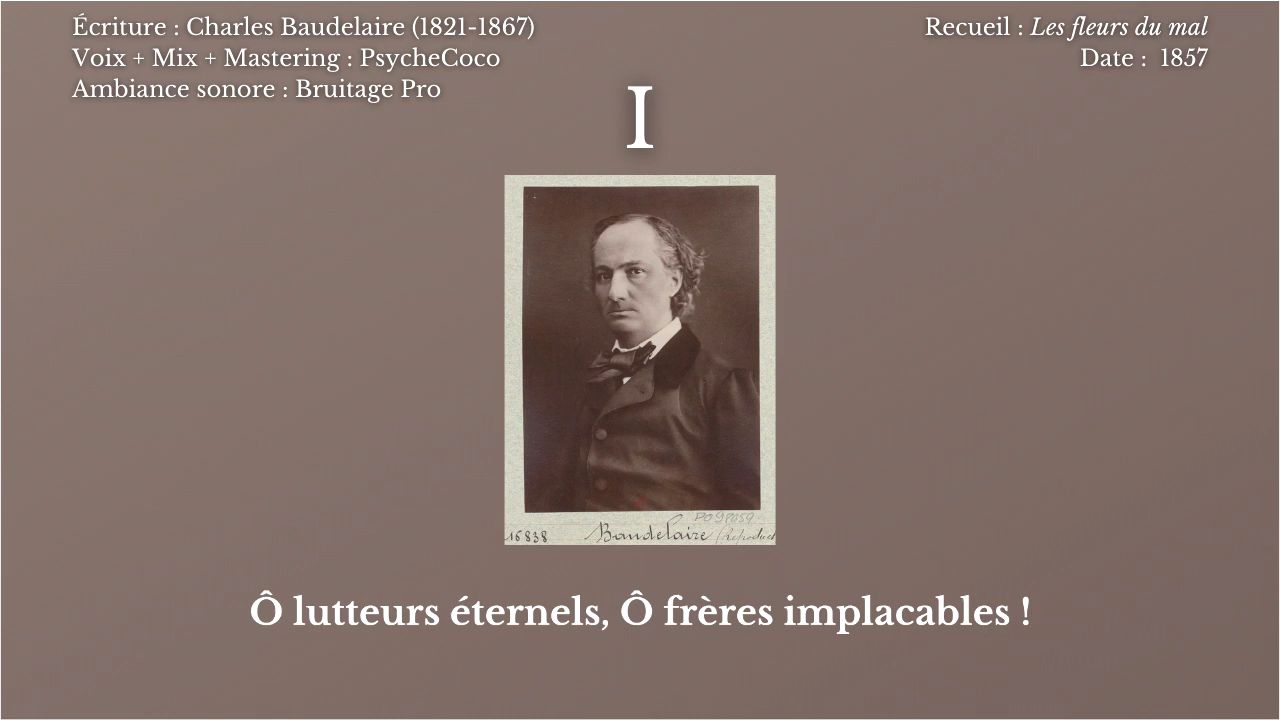 Écriture : Charles Baudelaire (1821-1867)
Voix + Mix + Mastering : PsycheCoco
Ambiance sonore : Bruitage Pro
Recueil : Les fleurs du mal
Date :  1857
I
16838 Baudelaire
Ô lutteurs éternels, Ô frères implacables !